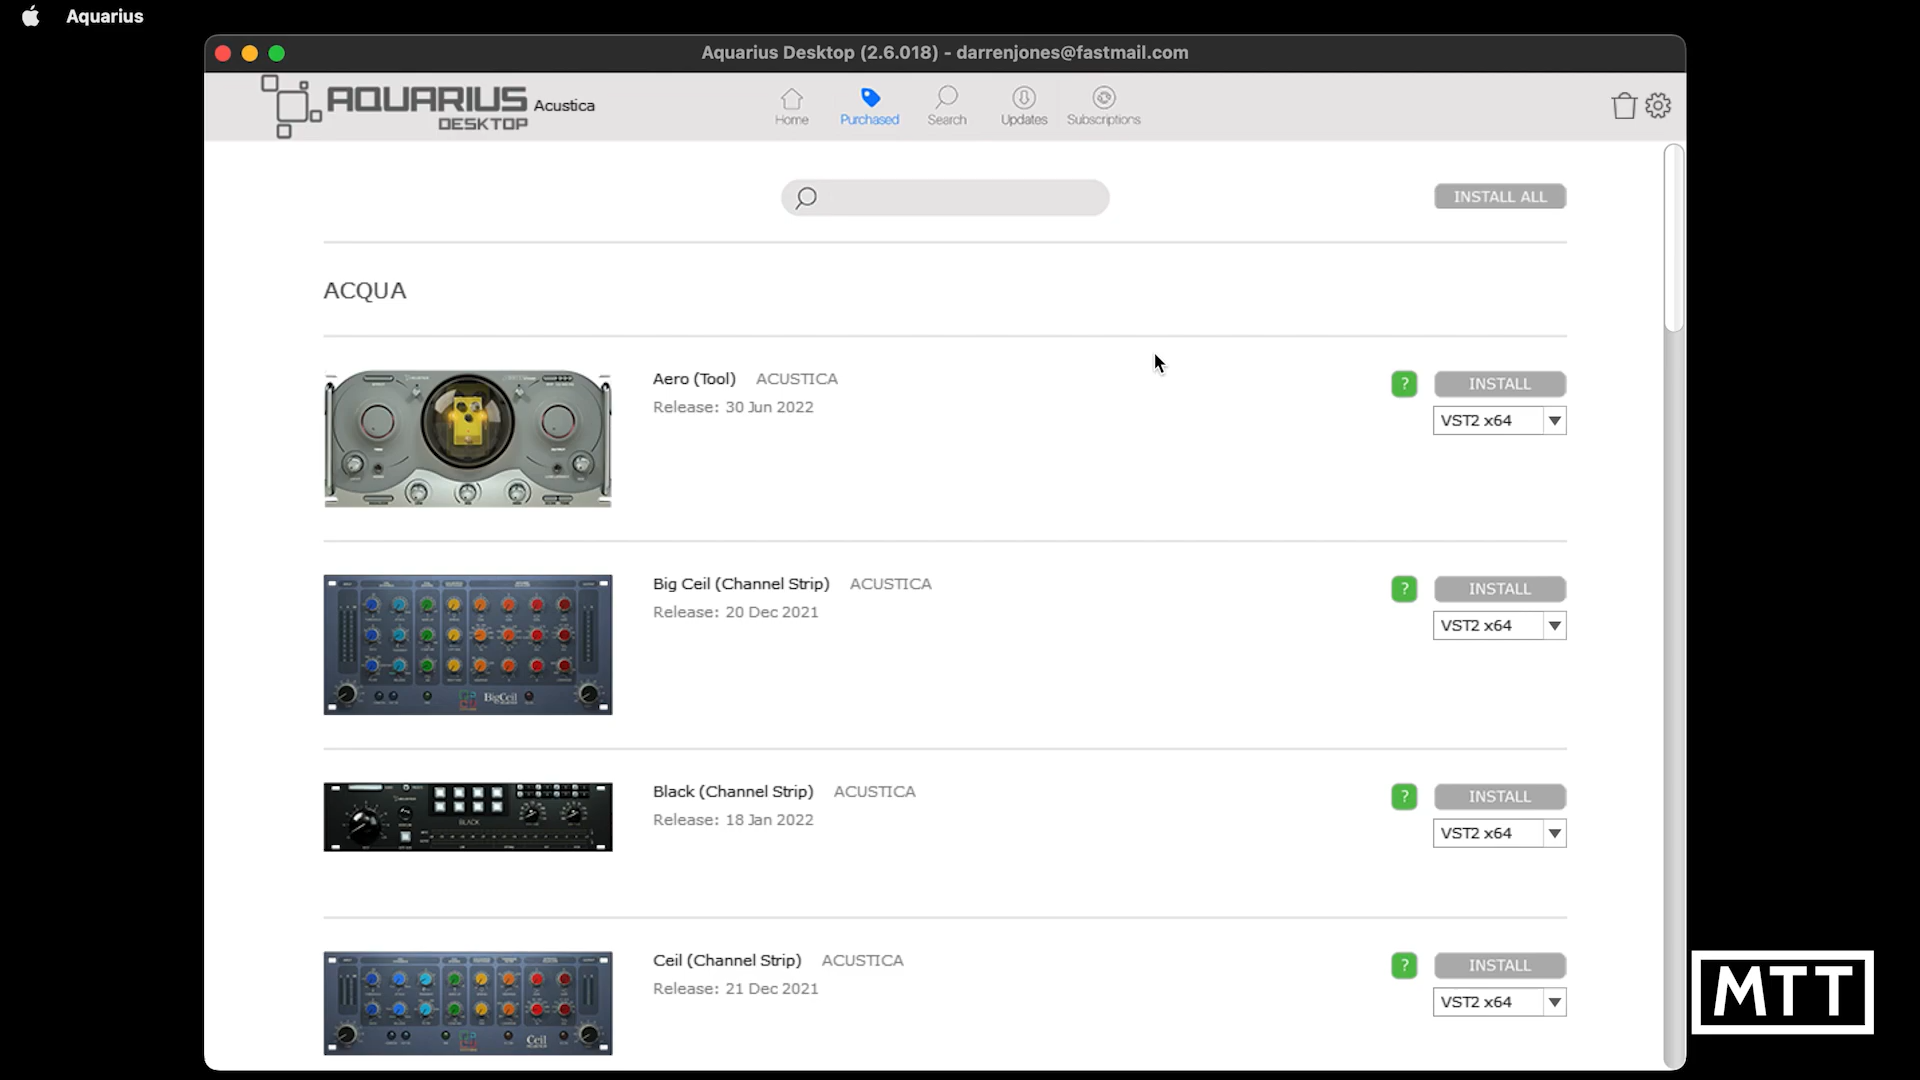 Aquarius
Aquarius Desktop (2.6.018) - darrenjones@fastmail.com
AQUARIUS
DESKTOP
Acustica
Home
Purchased
Search
Updates
Subscriptions
INSTALL ALL
ACQUA
Aero (Tool) ACUSTICA
Release: 30 Jun 2022
? INSTALL
VST2 x64
Big Ceil (Channel Strip) ACUSTICA
Release: 20 Dec 2021
? INSTALL
VST2 x64
BigCeil
Black (Channel Strip) ACUSTICA
Release: 18 Jan 2022
? INSTALL
VST2 x64
BLACK
Ceil (Channel Strip) ACUSTICA
Release: 21 Dec 2021
? INSTALL
VST2 x64
Ceil
MTT